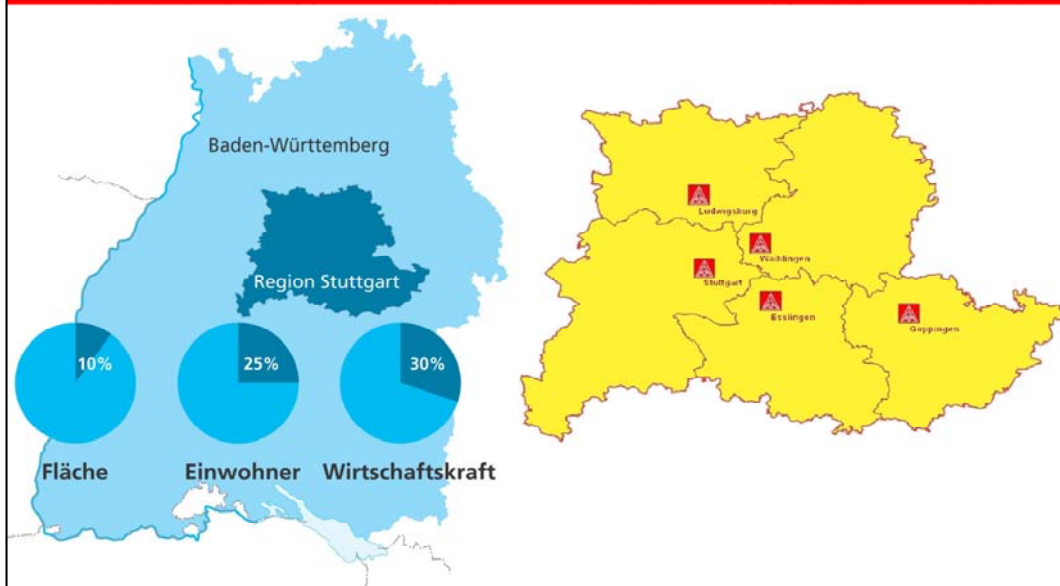 Baden-Württemberg
Region Stuttgart
10%
25%
30%
Fläche
Einwohner
Wirtschaftskraft
Ludwigsburg
Waiblingen
Stuttgart
Esslingen
Göppingen